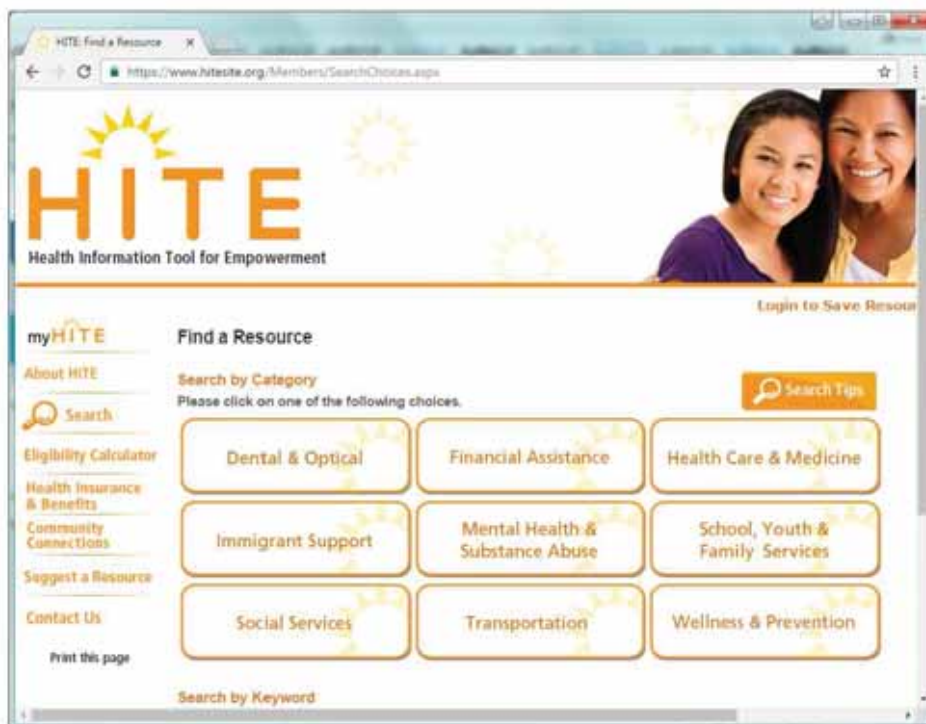 HITE: Find a Resource
https://www.hitesite.org/Members/SearchChoices.aspx
HITE
Health Information Tool for Empowerment
Login to Save Resou
myHITE
About HITE
Search
Eligibility Calculator
Health Insurance
& Benefits
Community
Connections
Suggest a Resource
Contact Us
Print this page
Find a Resource
Search by Category
Please click on one of the following choices.
Search Tips
Dental & Optical
Financial Assistance
Health Care & Medicine
Immigrant Support
Mental Health &
Substance Abuse
School, Youth &
Family Services
Social Services
Transportation
Wellness & Prevention
Search by Keyword